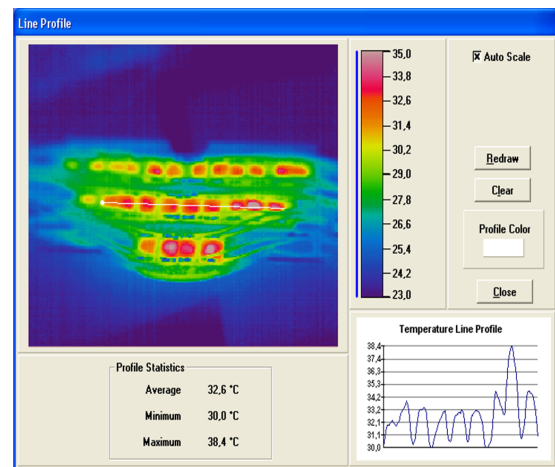 Line Profile
35,0
33,8
32,6
31,4
30,2
29,0
27,8
26,6
25,4
24,2
23,0
Auto Scale
Redraw
Clear
Profile Color
Close
Profile Statistics
Average 32,6 °C
Minimum 30,0 °C
Maximum 38,4 °C
Temperature Line Profile
38,4
37,4
36,3
35,3
34,2
33,2
32,1
31,1
30,0